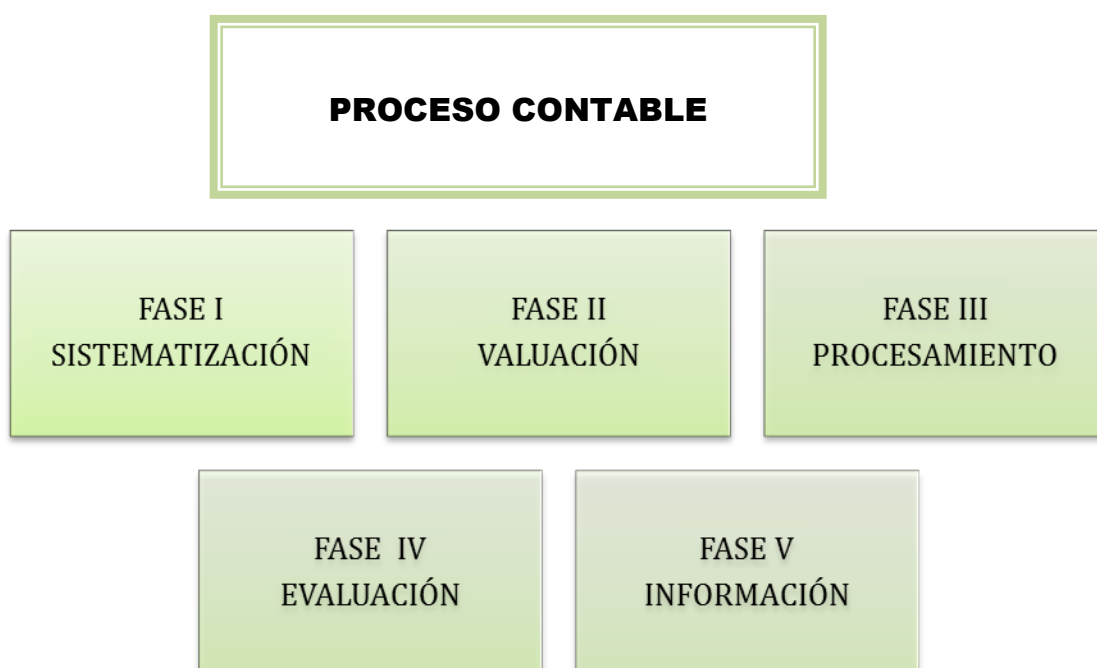 PROCESO CONTABLE
FASE I
SISTEMATIZACIÓN
FASE II
VALUACIÓN
FASE III
PROCESAMIENTO
FASE IV
EVALUACIÓN
FASE V
INFORMACIÓN